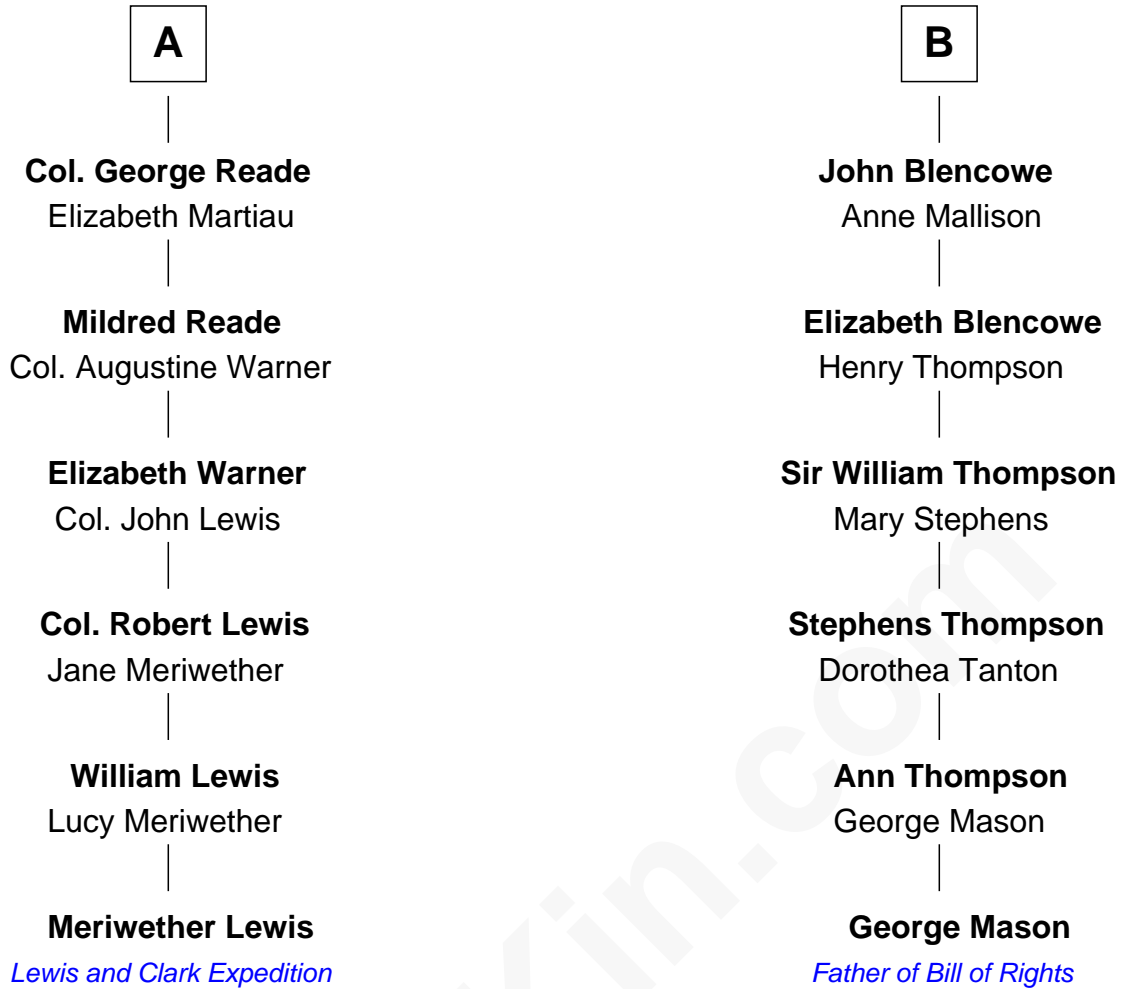 A
Col. George Reade
Elizabeth Martiau
Mildred Reade
Col. Augustine Warner
Elizabeth Warner
Col. John Lewis
Col. Robert Lewis
Jane Meriwether
William Lewis
Lucy Meriwether
Meriwether Lewis
Lewis and Clark Expedition
B
John Blencowe
Anne Mallison
Elizabeth Blencowe
Henry Thompson
Sir William Thompson
Mary Stephens
Stephens Thompson
Dorothea Tanton
Ann Thompson
George Mason
George Mason
Father of Bill of Rights
Kin.com